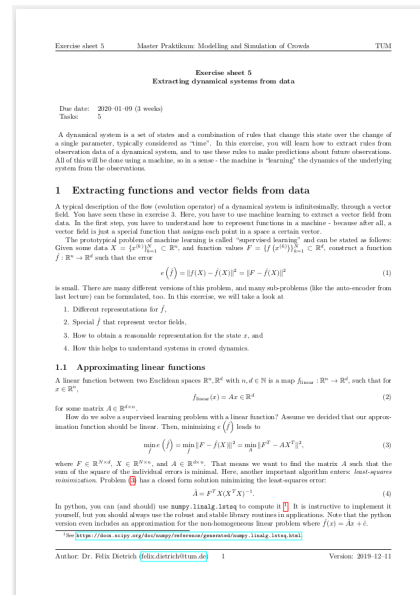 Exercise sheet 5 Master Praktikum: Modelling and Simulation of Crowds TUM
Exercise sheet 5
Extracting dynamical systems from data
Due date: 2020-01-09 (3 weeks)
Tasks: 5
A dynamical system is a set of states and a combination of rules that change this state over the change of
a single parameter, typically considered as "time". In this exercise, you will learn how to extract rules from
observation data of a dynamical system, and to use these rules to make predictions about future observations.
All of this will be done using a machine, so in a sense - the machine is "learning" the dynamics of the underlying
system from the observations.
1 Extracting functions and vector fields from data
A typical description of the flow (evolution operator) of a dynamical system is infinitesimally, through a vector
field. You have seen these in exercise 3. Here, you have to use machine learning to extract a vector field from
data. In the first step, you have to understand how to represent functions in a machine - because after all, a
vector field is just a special function that assigns each point in a space a certain vector.
The prototypical problem of machine learning is called "supervised learning" and can be stated as follows:
Given some data X = {x^(k)}_{k=1}^N ⊂ ℝ^n, and function values F = {f(x^(k))}_{k=1}^N ⊂ ℝ^d, construct a function
f̂ : ℝ^n → ℝ^d such that the error
e(f̂) = ||f(X) − f̂(X)||² = ||F − f̂(X)||² (1)
is small. There are many different versions of this problem, and many sub-problems (like the auto-encoder from
last lecture) can be formulated, too. In this exercise, we will take a look at
1. Different representations for f̂,
2. Special f̂ that represent vector fields,
3. How to obtain a reasonable representation for the state x, and
4. How this helps to understand systems in crowd dynamics.
1.1 Approximating linear functions
A linear function between two Euclidean spaces ℝ^n, ℝ^d with n, d ∈ ℕ is a map f_linear : ℝ^n → ℝ^d, such that for
x ∈ ℝ^n,
f_linear(x) = Ax ∈ ℝ^d (2)
for some matrix A ∈ ℝ^{d×n}.
How do we solve a supervised learning problem with a linear function? Assume we decided that our approx-
imation function should be linear. Then, minimizing e(f̂) leads to
min_f̂ e(f̂) = min_f̂ ||F − f̂(X)||² = min_A ||F^T − AX^T||², (3)
where F ∈ ℝ^{N×d}, X ∈ ℝ^{N×n}, and A ∈ ℝ^{d×n}. That means we want to find the matrix A such that the
sum of the square of the individual errors is minimal. Here, another important algorithm enters: least-squares
minimization. Problem (3) has a closed form solution minimizing the least-squares error:
Â = F^T X(X^T X)^{-1}. (4)
In python, you can (and should) use numpy.linalg.lstsq to compute it ¹. It is instructive to implement it
yourself, but you should always use the robust and stable library routines in applications. Note that the python
version even includes an approximation for the non-homogeneous linear problem where f̂(x) = Âx + ĉ.
¹See https://docs.scipy.org/doc/numpy/reference/generated/numpy.linalg.lstsq.html
Author: Dr. Felix Dietrich (felix.dietrich@tum.de) 1 Version: 2019-12-11